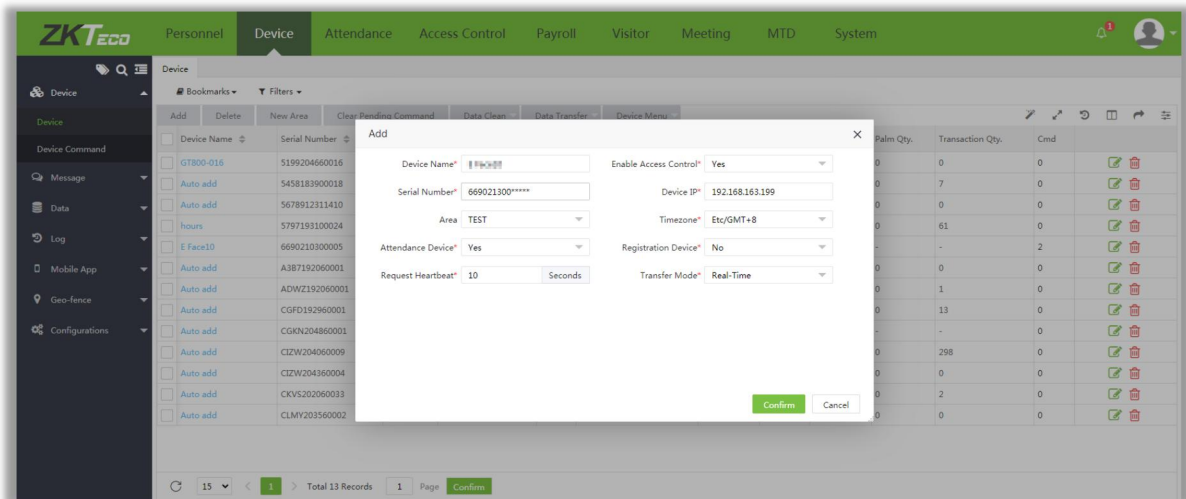 ZKTeco Personnel Device Attendance Access Control Payroll Visitor Meeting MTD System 1
Device
Device
Bookmarks Filters
Device
Add Delete New Area Clear Pending Command Data Clean Data Transfer Device Menu
Device Command
Device Name Serial Number Palm Qty. Transaction Qty. Cmd
Message
Data
Log
Mobile App
Geo-fence
Configurations
GT800-016 5199204660016 0 0 0
Auto add 5458183900018 0 7 0
Auto add 5678912311410 0 0 0
hours 5797193100024 0 61 0
E Face10 6690210300005 - - 2
Auto add A3B7192060001 0 0 0
Auto add ADWZ192060001 0 1 0
Auto add CGFD192960001 0 13 0
Auto add CGKN204860001 - - 0
Auto add CIZW204060009 0 298 0
Auto add CIZW204360004 0 0 0
Auto add CKVS202060033 0 2 0
Auto add CLMY203560002 0 0 0
Add
Device Name* Enable Access Control* Yes
Serial Number* 669021300***** Device IP* 192.168.163.199
Area TEST Timezone* Etc/GMT+8
Attendance Device* Yes Registration Device* No
Request Heartbeat* 10 Seconds Transfer Mode* Real-Time
Confirm Cancel
15 1 Total 13 Records 1 Page Confirm